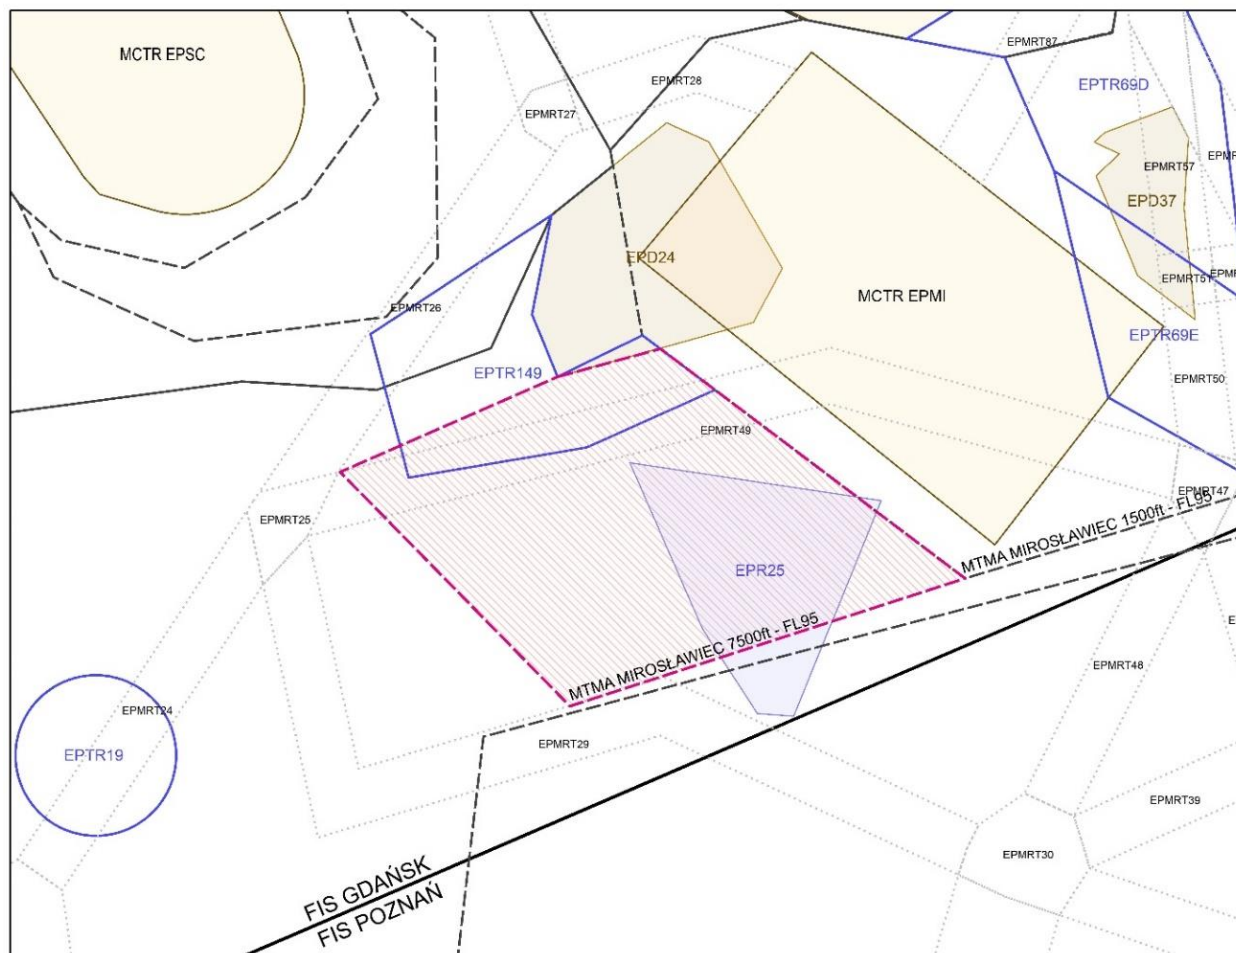 EPMRT87
MCTR EPSC
EPMRT28
EPTR69D
EPMRT27
EPMRT57
EPD37
EPD24
EPMRT51
MCTR EPMI
EPMRT26
EPTR69E
EPTR149
EPMRT50
EPMRT49
EPMRT47
EPMRT25
MTMA MIROSŁAWIEC 1500ft - FL95
EPR25
MTMA MIROSŁAWIEC 7500ft - FL95
EPMRT48
EPMRT24
EPTR19
EPMRT29
EPMRT39
EPMRT30
FIS GDAŃSK
FIS POZNAŃ